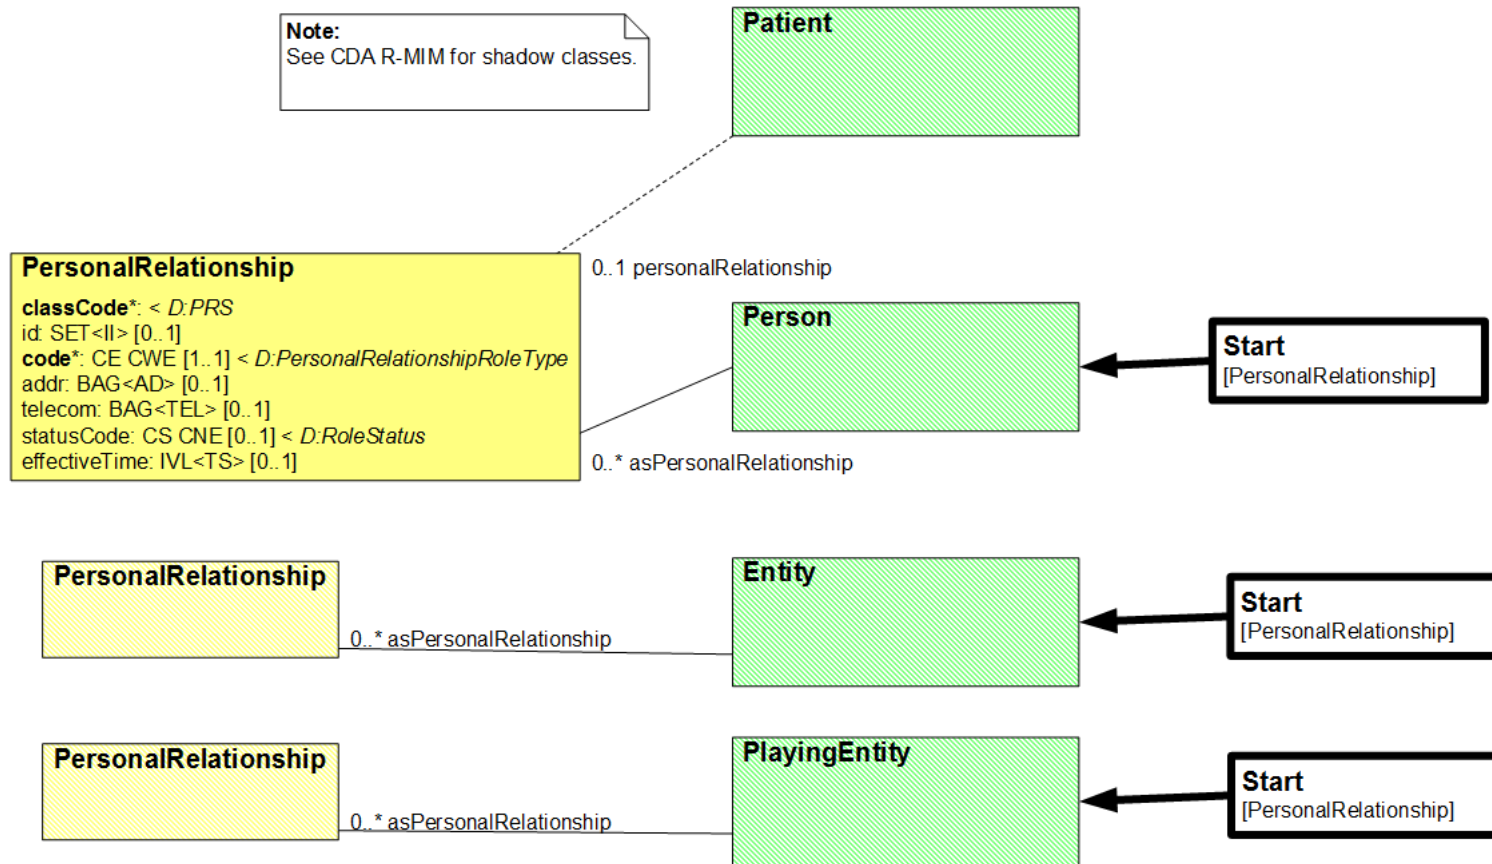 Note:
See CDA R-MIM for shadow classes.
Patient
PersonalRelationship
classCode*: < D:PRS
id: SET<II> [0..1]
code*: CE CWE [1..1] < D:PersonalRelationshipRoleType
addr: BAG<AD> [0..1]
telecom: BAG<TEL> [0..1]
statusCode: CS CNE [0..1] < D:RoleStatus
effectiveTime: IVL<TS> [0..1]
0..1 personalRelationship
Person
Start
[PersonalRelationship]
0..* asPersonalRelationship
PersonalRelationship
0..* asPersonalRelationship
Entity
Start
[PersonalRelationship]
PersonalRelationship
0..* asPersonalRelationship
PlayingEntity
Start
[PersonalRelationship]